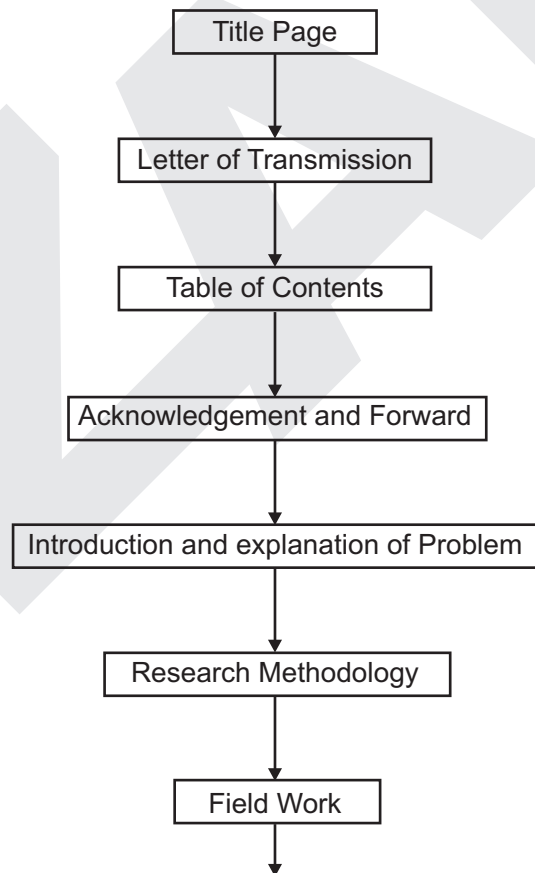 Title Page
Letter of Transmission
Table of Contents
Acknowledgement and Forward
Introduction and explanation of Problem
Research Methodology
Field Work